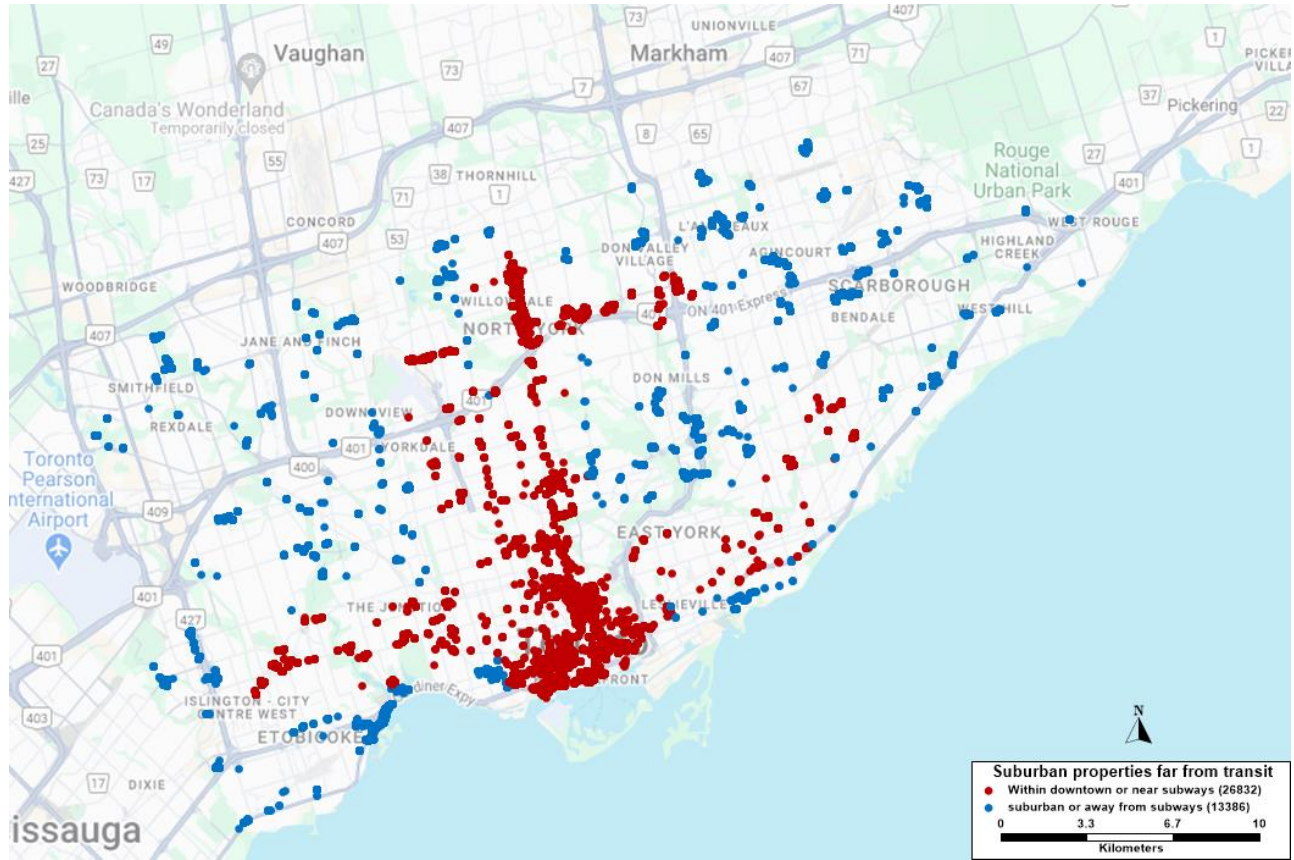 73
UNIONVILLE
407
49
Vaughan
Markham
407
71
1
PICKER
VILLA
27
73
7
67
ille
Canada's Wonderland
Temporarily closed
37
Pickering
22
25
407
8
65
Rouge
National
Urban Park
55
27
1
427
73
17
38
THORNHILL
1
401
71
CONCORD
407
53
L'AM
EAUX
WEST ROUGE
DON VALLEY
VILLAGE
AGINCOURT
HIGHLAND
CREEK
WOODBRIDGE
WILLOWDALE
SCARBOROUGH
ON 401 Express
WEST HILL
407
NORTH YORK
40
BENDALE
JANE AND FINCH
SMITHFIELD
DON MILLS
REXDALE
DOWNSVIEW
401
401
YORKDALE
Toronto
Pearson
International
Airport
400
409
EAST YORK
401
THE JUNCTION
LESLIEVILLE
427
401
FRONT
diner Expy
ISLINGTON - CITY
CENTRE WEST
403
ETOBICOKE
N
17
DIXIE
issauga
Suburban properties far from transit
Within downtown or near subways (26832)
suburban or away from subways (13386)
0 3.3 6.7 10
Kilometers